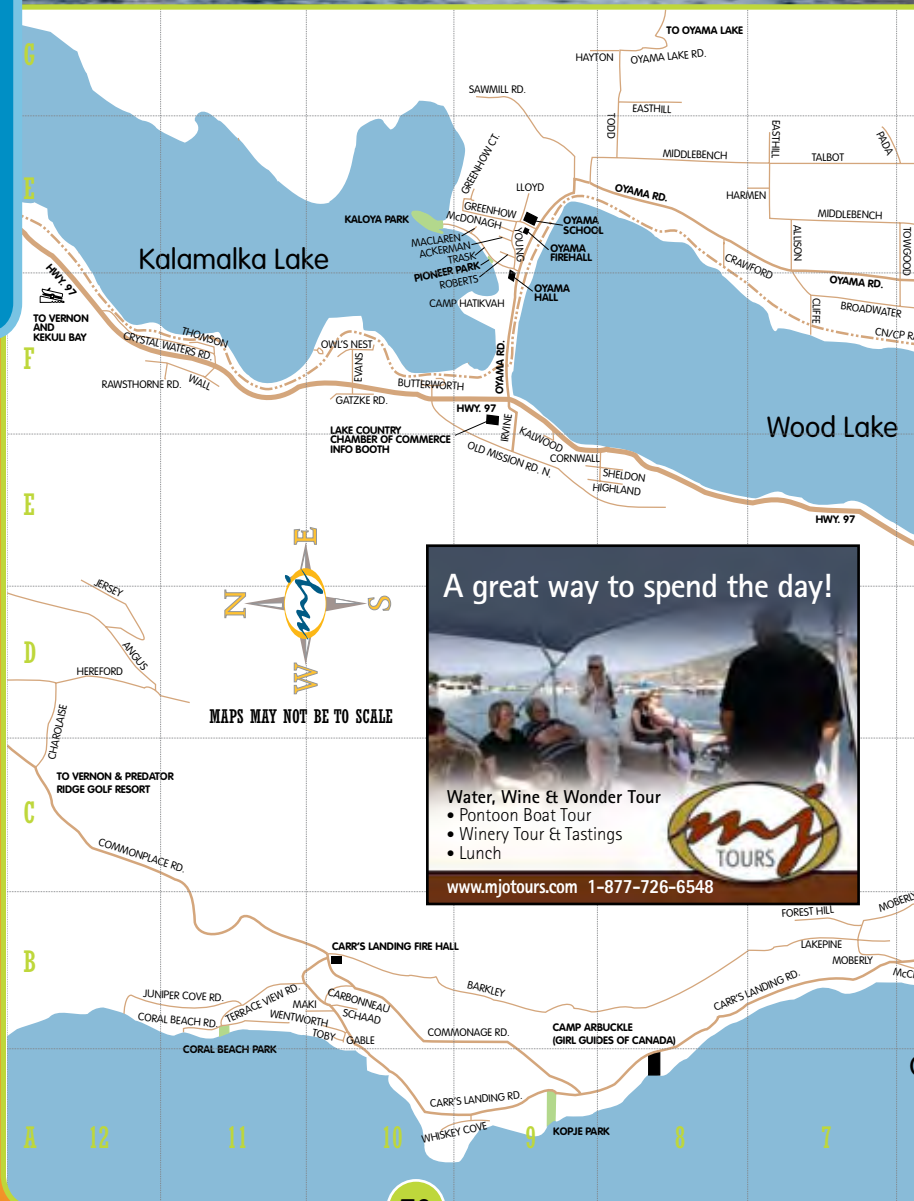 TO OYAMA LAKE
G
HAYTON
OYAMA LAKE RD.
SAWMILL RD.
EASTHILL
TODD
EASTHILL
PADA
GREENHOW CT.
MIDDLEBENCH
TALBOT
E
LLOYD
OYAMA RD.
HARMEN
KALOYA PARK
GREENHOW
McDONAGH
OYAMA
SCHOOL
MIDDLEBENCH
YOUNG
MACLAREN
ACKERMAN
TRASK
PIONEER PARK
ROBERTS
OYAMA
FIREHALL
ALLISON
TOWGOOD
Kalamalka Lake
CRAWFORD
HWY. 97
OYAMA
HALL
OYAMA RD.
CAMP HATIKVAH
CLIFFE
BROADWATER
TO VERNON
AND
KEKULI BAY
THOMSON
CRYSTAL WATERS RD.
CN/CP RA
F
OWL'S NEST
OYAMA RD.
EVANS
RAWSTHORNE RD.
WALL
BUTTERWORTH
GATZKE RD.
HWY. 97
LAKE COUNTRY
CHAMBER OF COMMERCE
INFO BOOTH
IRVINE
KALWOOD
Wood Lake
OLD MISSION RD. N.
CORNWALL
SHELDON
HIGHLAND
E
HWY. 97
E
N
S
W
JERSEY
ANGUS
D
HEREFORD
CHAROLAISE
MAPS MAY NOT BE TO SCALE
A great way to spend the day!
Water, Wine & Wonder Tour
• Pontoon Boat Tour
• Winery Tour & Tastings
• Lunch
mj
TOURS
www.mjotours.com 1-877-726-6548
TO VERNON & PREDATOR
RIDGE GOLF RESORT
C
COMMONPLACE RD.
FOREST HILL
MOBERLY
CARR'S LANDING FIRE HALL
LAKEPINE
B
MOBERLY
McC
BARKLEY
CARR'S LANDING RD.
JUNIPER COVE RD.
TERRACE VIEW RD.
CARBONNEAU
MAKI
SCHAAD
CORAL BEACH RD.
WENTWORTH
TOBY
GABLE
COMMONAGE RD.
CAMP ARBUCKLE
(GIRL GUIDES OF CANADA)
CORAL BEACH PARK
CARR'S LANDING RD.
WHISKEY COVE
KOPJE PARK
A
12
11
10
9
8
7